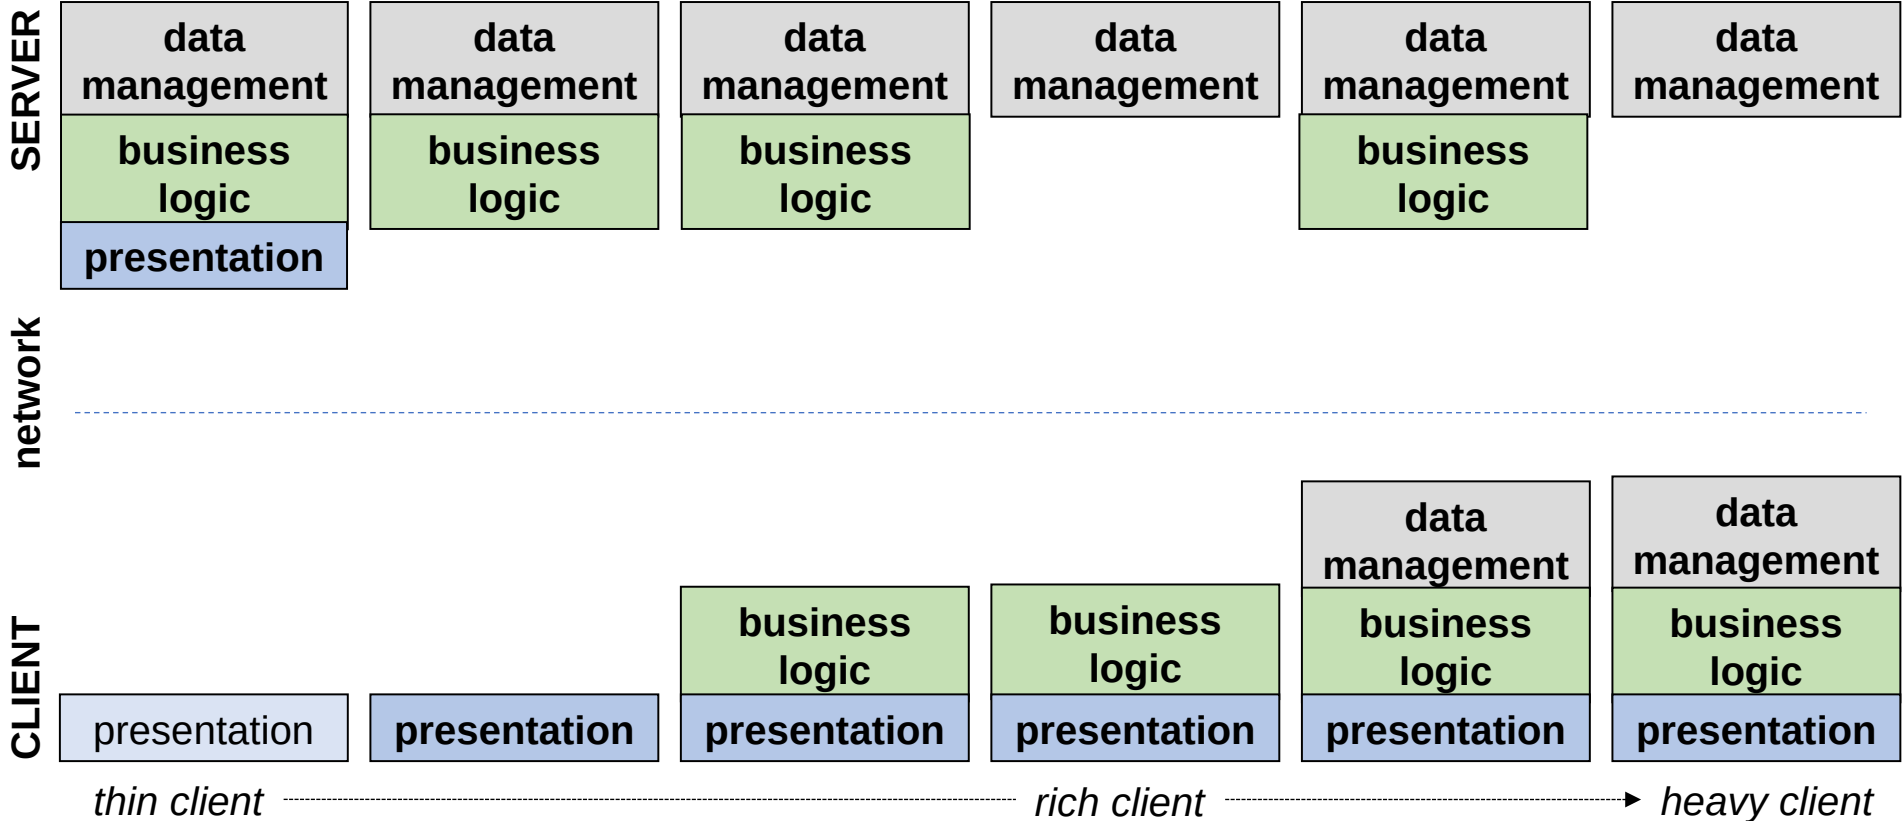 SERVER
data
management
business
logic
presentation
data
management
business
logic
data
management
business
logic
data
management
data
management
business
logic
data
management
network
CLIENT
presentation
presentation
business
logic
presentation
business
logic
presentation
data
management
business
logic
presentation
data
management
business
logic
presentation
thin client
rich client
heavy client